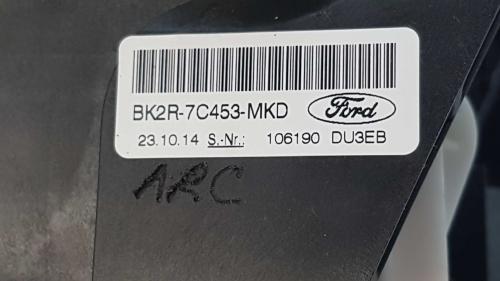 BK2R-7C453-MKD Ford
23.10.14 S.-Nr.: 106190 DU3EB
ARC